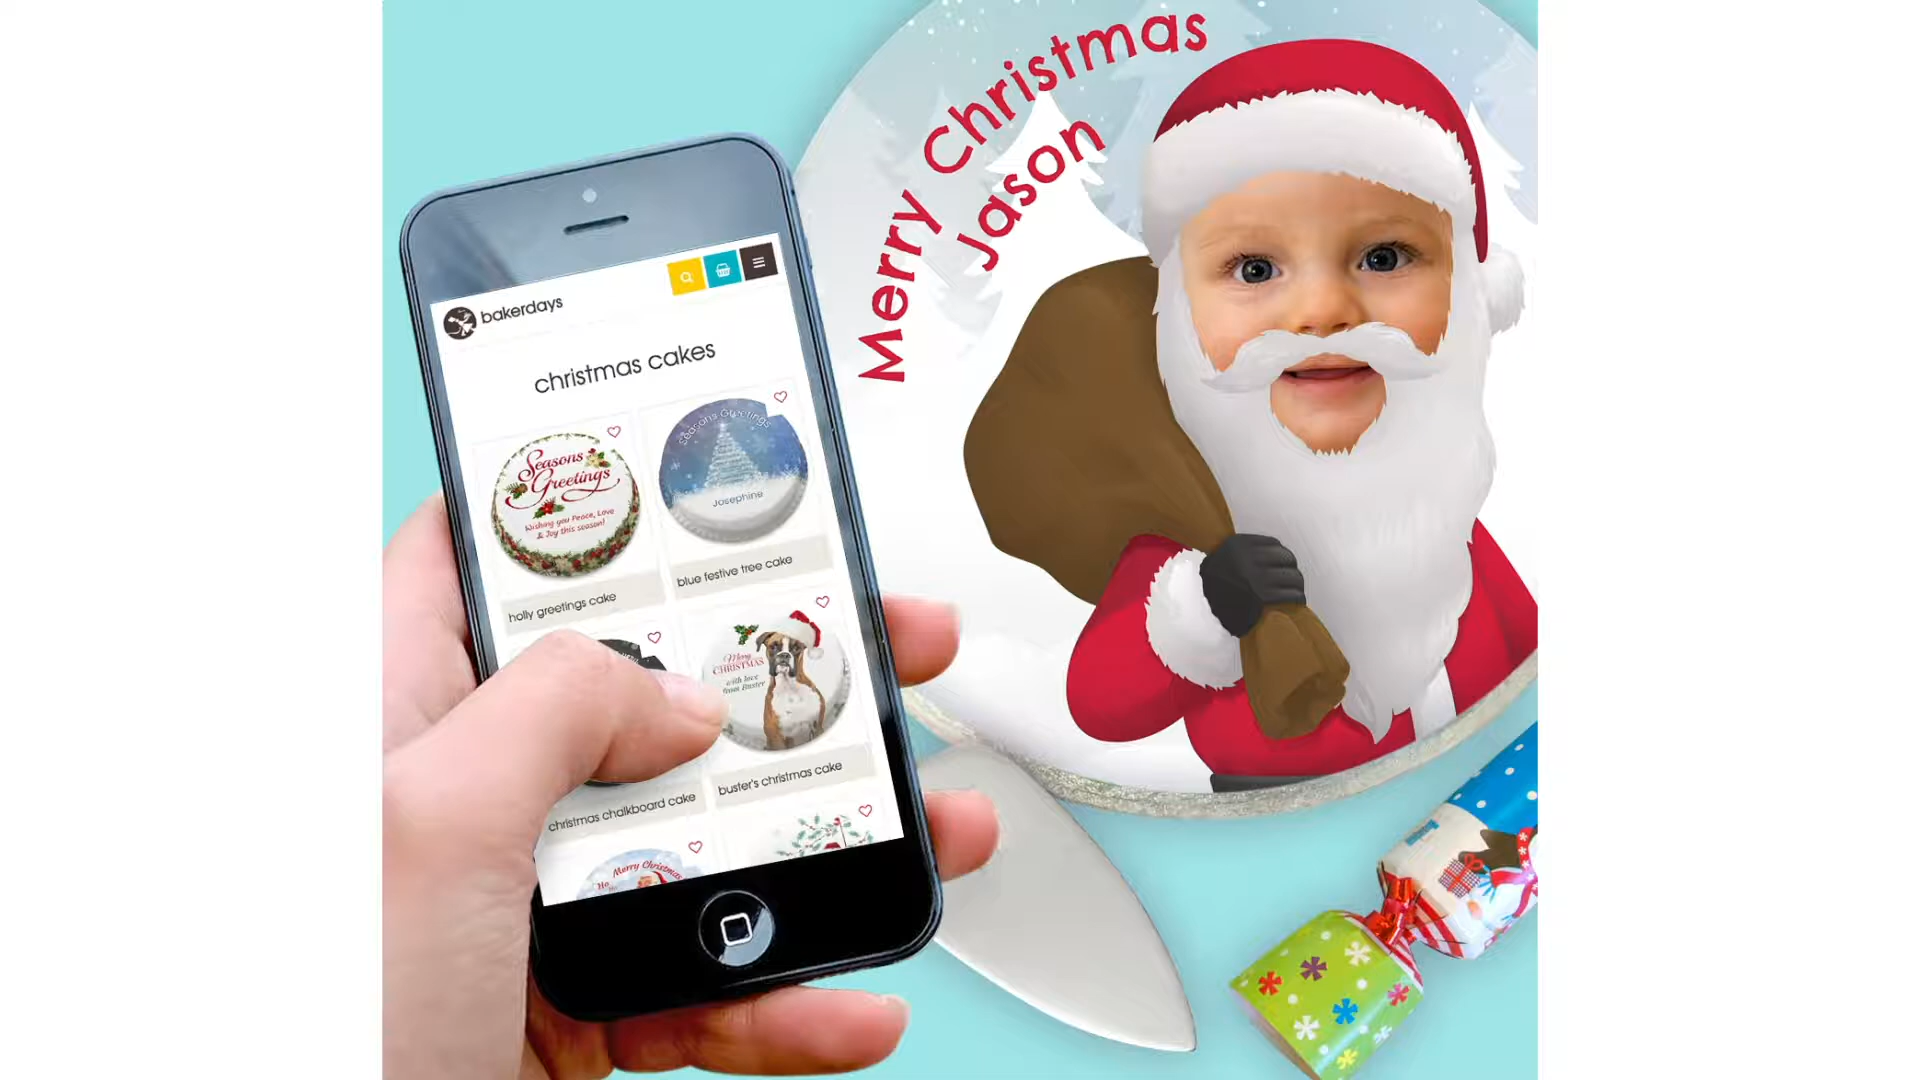 Merry Christmas
Jason
bakerdays
christmas cakes
Seasons
Greetings
Wishing you Peace, Love
& Joy this season!
holly greetings cake
Seasons Greetings
Josephine
blue festive tree cake
christmas chalkboard cake
Merry
CHRISTMAS
with love
from Buster
buster's christmas cake
Merry Christmas
Ho